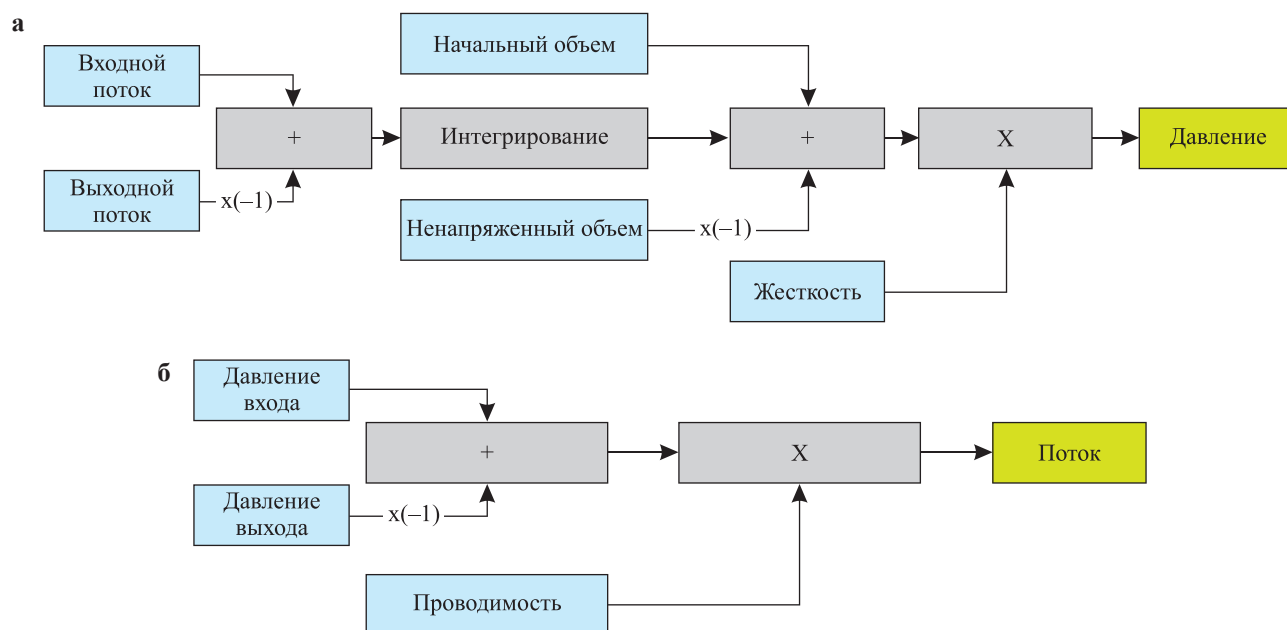 а
Входной
поток
Начальный объем
+
Интегрирование
+
X
Давление
Выходной
поток
x(–1)
Ненапряженный объем
x(–1)
Жесткость
б
Давление
входа
+
X
Поток
Давление
выхода
x(–1)
Проводимость